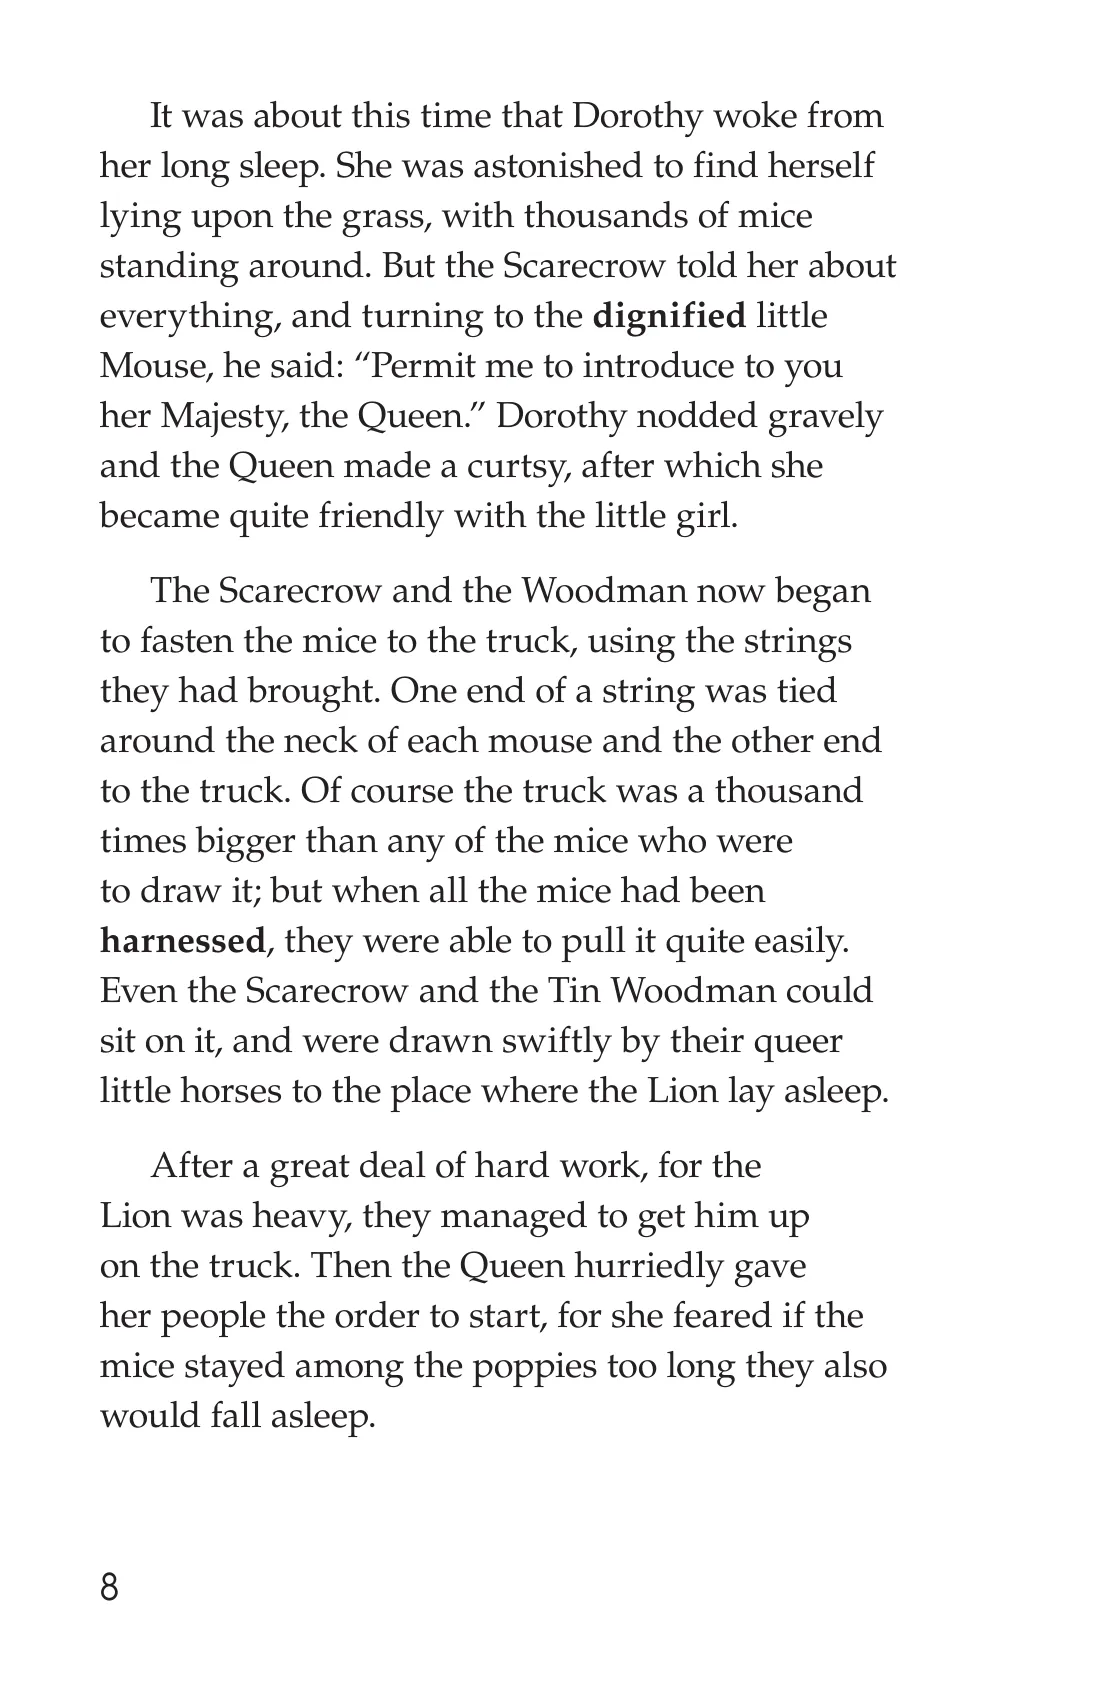 It was about this time that Dorothy woke from
her long sleep. She was astonished to find herself
lying upon the grass, with thousands of mice
standing around. But the Scarecrow told her about
everything, and turning to the dignified little
Mouse, he said: “Permit me to introduce to you
her Majesty, the Queen.” Dorothy nodded gravely
and the Queen made a curtsy, after which she
became quite friendly with the little girl.
The Scarecrow and the Woodman now began
to fasten the mice to the truck, using the strings
they had brought. One end of a string was tied
around the neck of each mouse and the other end
to the truck. Of course the truck was a thousand
times bigger than any of the mice who were
to draw it; but when all the mice had been
harnessed, they were able to pull it quite easily.
Even the Scarecrow and the Tin Woodman could
sit on it, and were drawn swiftly by their queer
little horses to the place where the Lion lay asleep.
After a great deal of hard work, for the
Lion was heavy, they managed to get him up
on the truck. Then the Queen hurriedly gave
her people the order to start, for she feared if the
mice stayed among the poppies too long they also
would fall asleep.
8